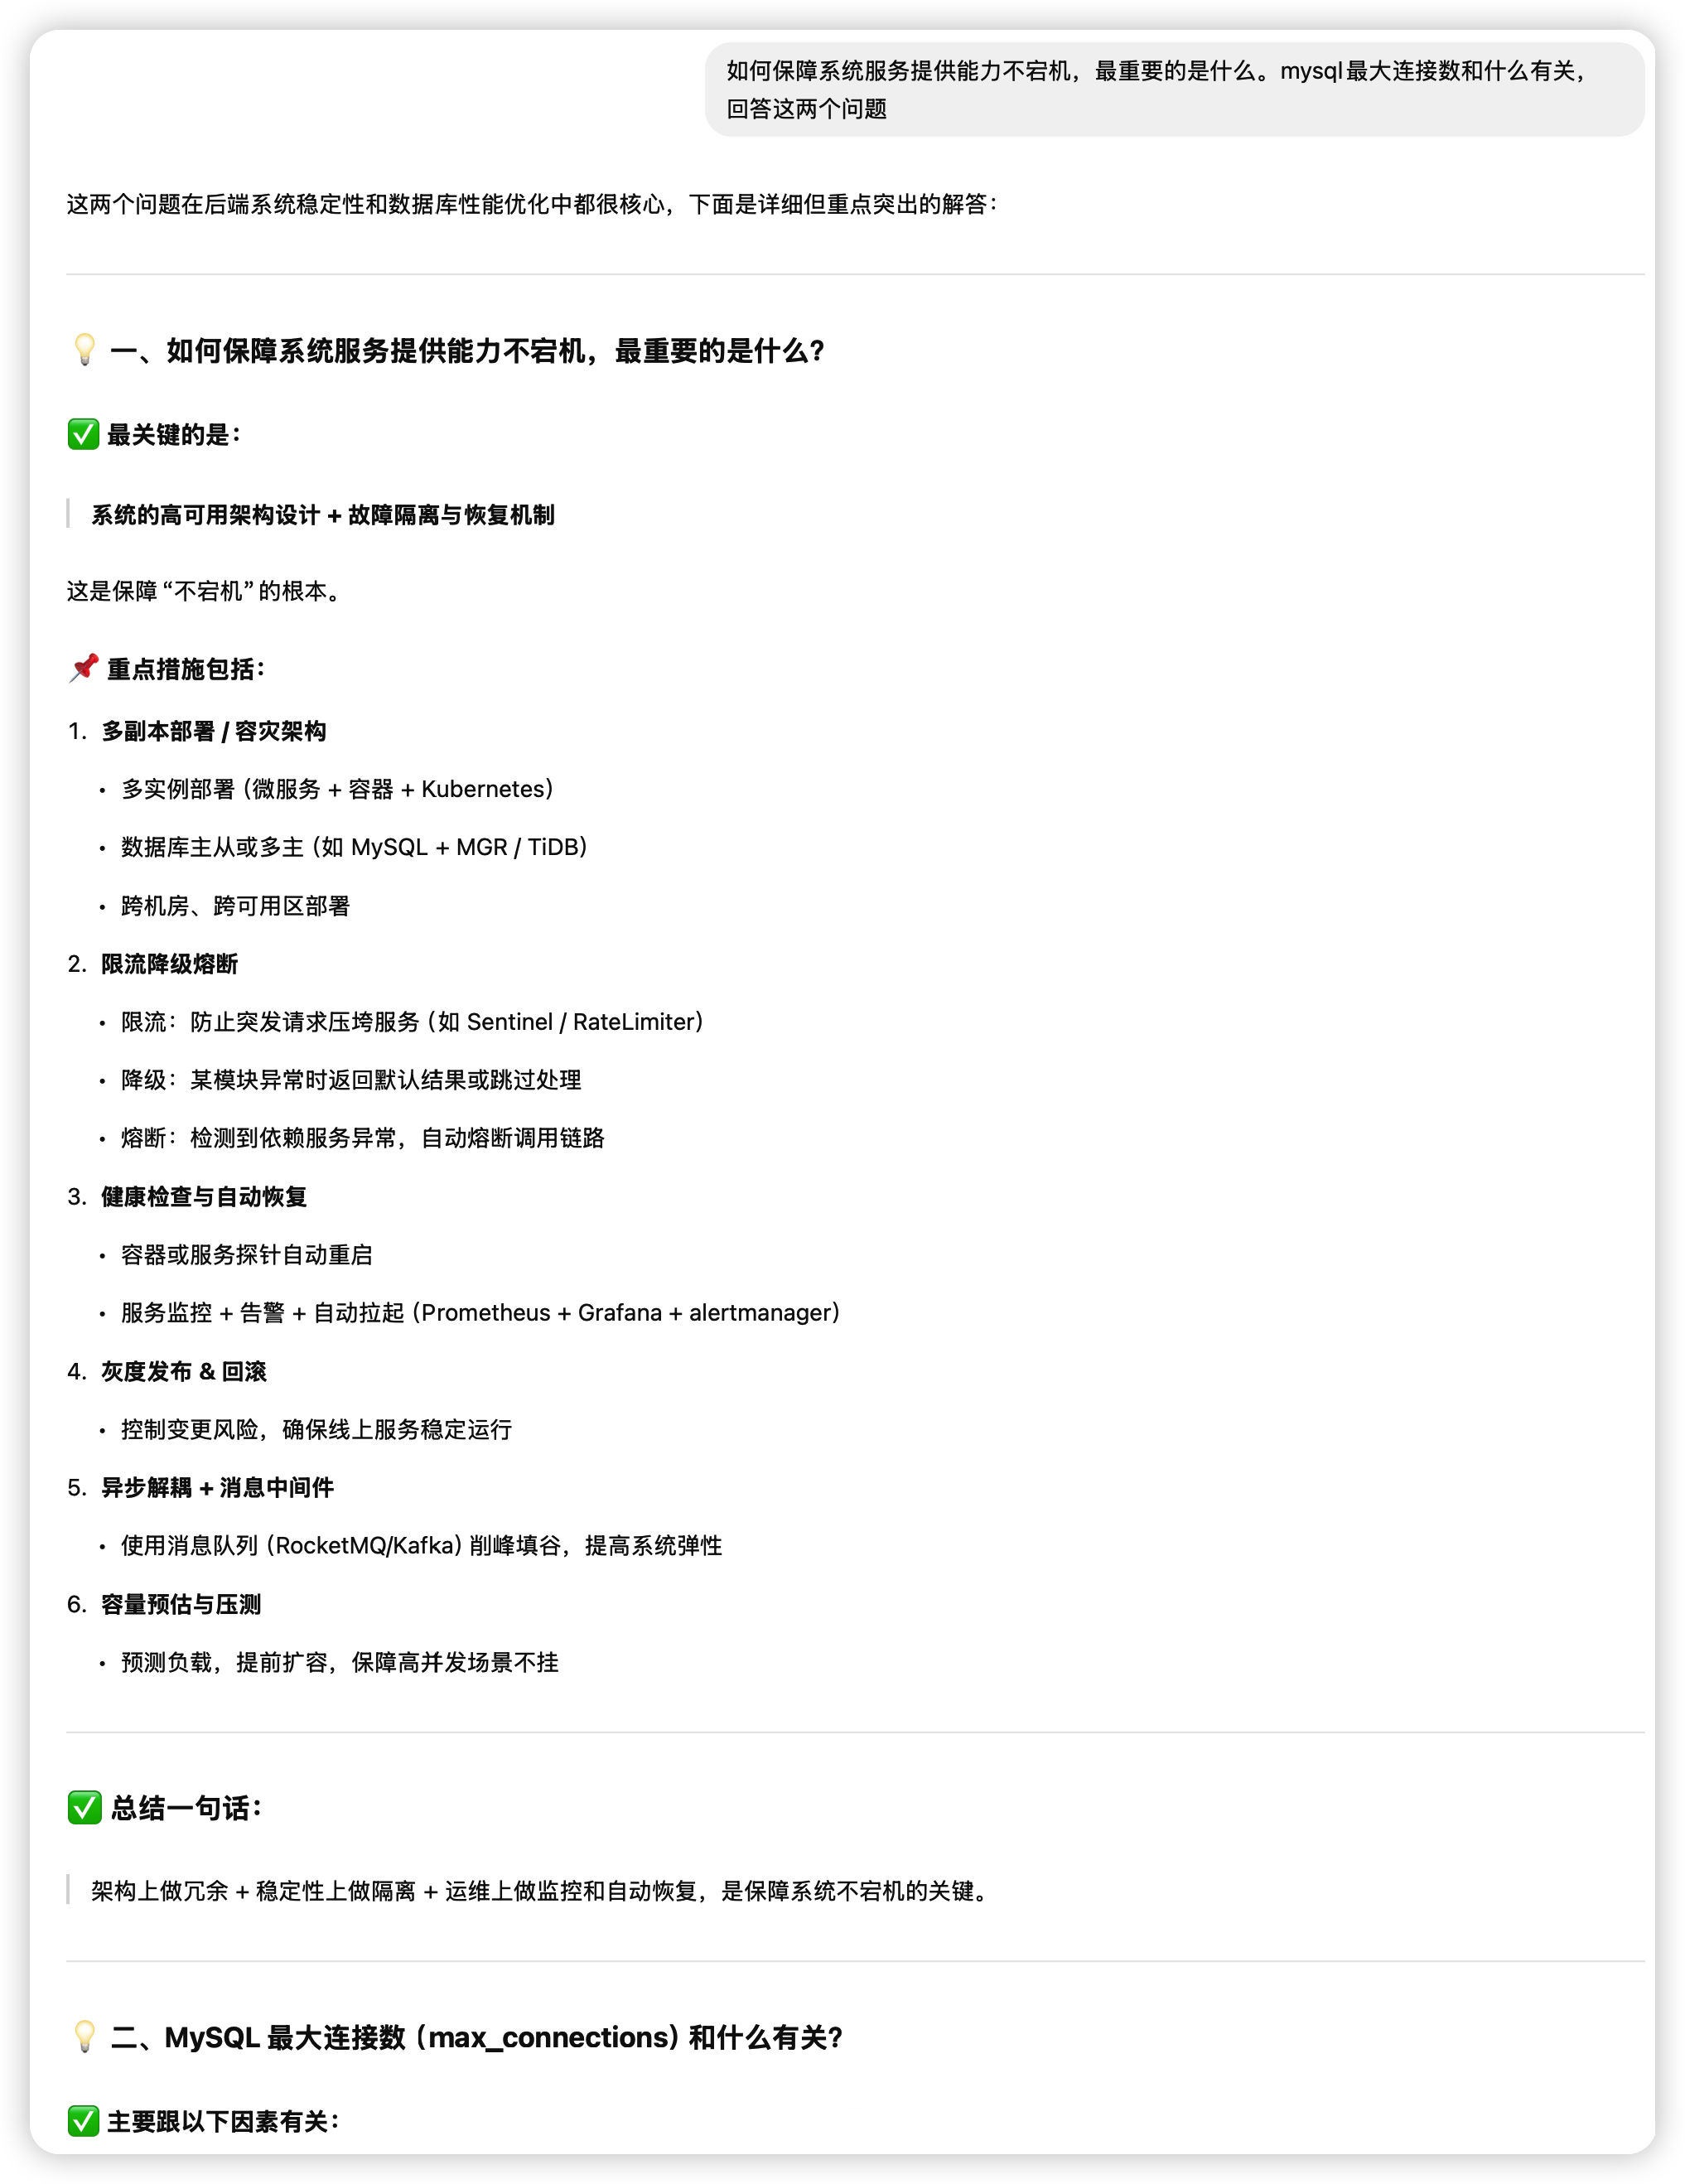 如何保障系统服务提供能力不宕机，最重要的是什么。mysql最大连接数和什么有关，
回答这两个问题
这两个问题在后端系统稳定性和数据库性能优化中都很核心，下面是详细但重点突出的解答：
💡 一、如何保障系统服务提供能力不宕机，最重要的是什么？
✅ 最关键的是：
系统的高可用架构设计 + 故障隔离与恢复机制
这是保障“不宕机”的根本。
📌 重点措施包括：
1. 多副本部署 / 容灾架构
• 多实例部署（微服务 + 容器 + Kubernetes）
• 数据库主从或多主（如 MySQL + MGR / TiDB）
• 跨机房、跨可用区部署
2. 限流降级熔断
• 限流：防止突发请求压垮服务（如 Sentinel / RateLimiter）
• 降级：某模块异常时返回默认结果或跳过处理
• 熔断：检测到依赖服务异常，自动熔断调用链路
3. 健康检查与自动恢复
• 容器或服务探针自动重启
• 服务监控 + 告警 + 自动拉起（Prometheus + Grafana + alertmanager）
4. 灰度发布 & 回滚
• 控制变更风险，确保线上服务稳定运行
5. 异步解耦 + 消息中间件
• 使用消息队列（RocketMQ/Kafka）削峰填谷，提高系统弹性
6. 容量预估与压测
• 预测负载，提前扩容，保障高并发场景不挂
✅ 总结一句话：
架构上做冗余 + 稳定性上做隔离 + 运维上做监控和自动恢复，是保障系统不宕机的关键。
💡 二、MySQL 最大连接数（max_connections）和什么有关？
✅ 主要跟以下因素有关：